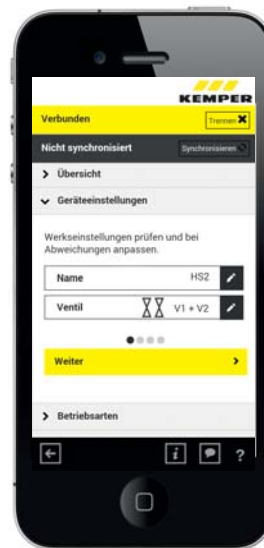 KEMPER
Verbunden
Trennen
Nicht synchronisiert
Synchronisieren
Übersicht
Geräteeinstellungen
Werkseinstellungen prüfen und bei
Abweichungen anpassen.
Name HS2
Ventil V1 + V2
Weiter
Betriebsarten
i ?